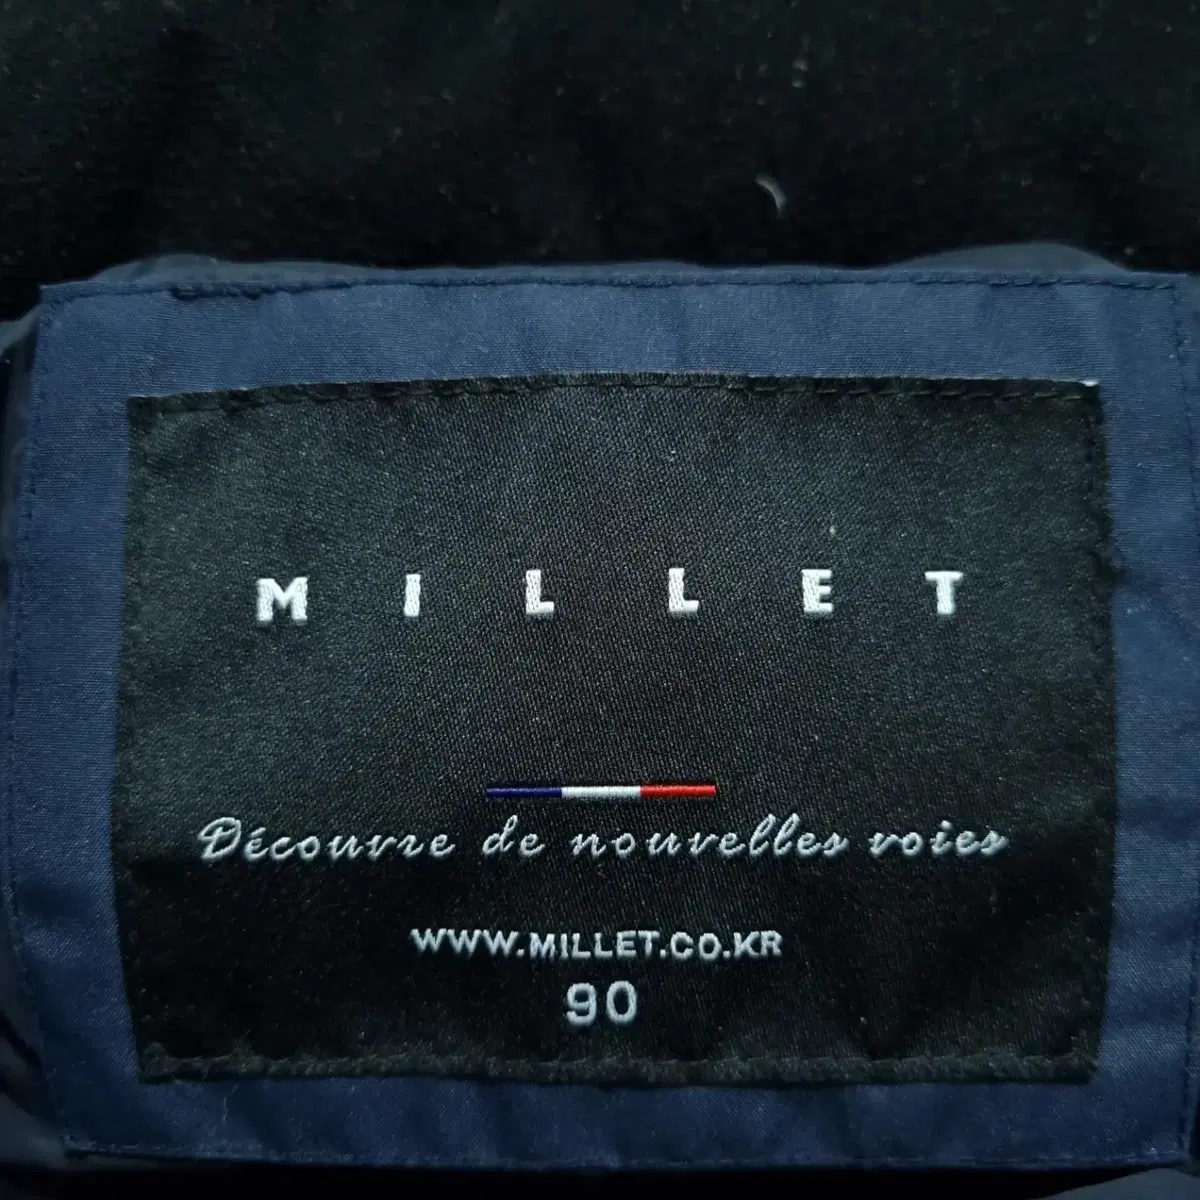 MILLET
Découvre de nouvelles voies
WWW.MILLET.CO.KR
90